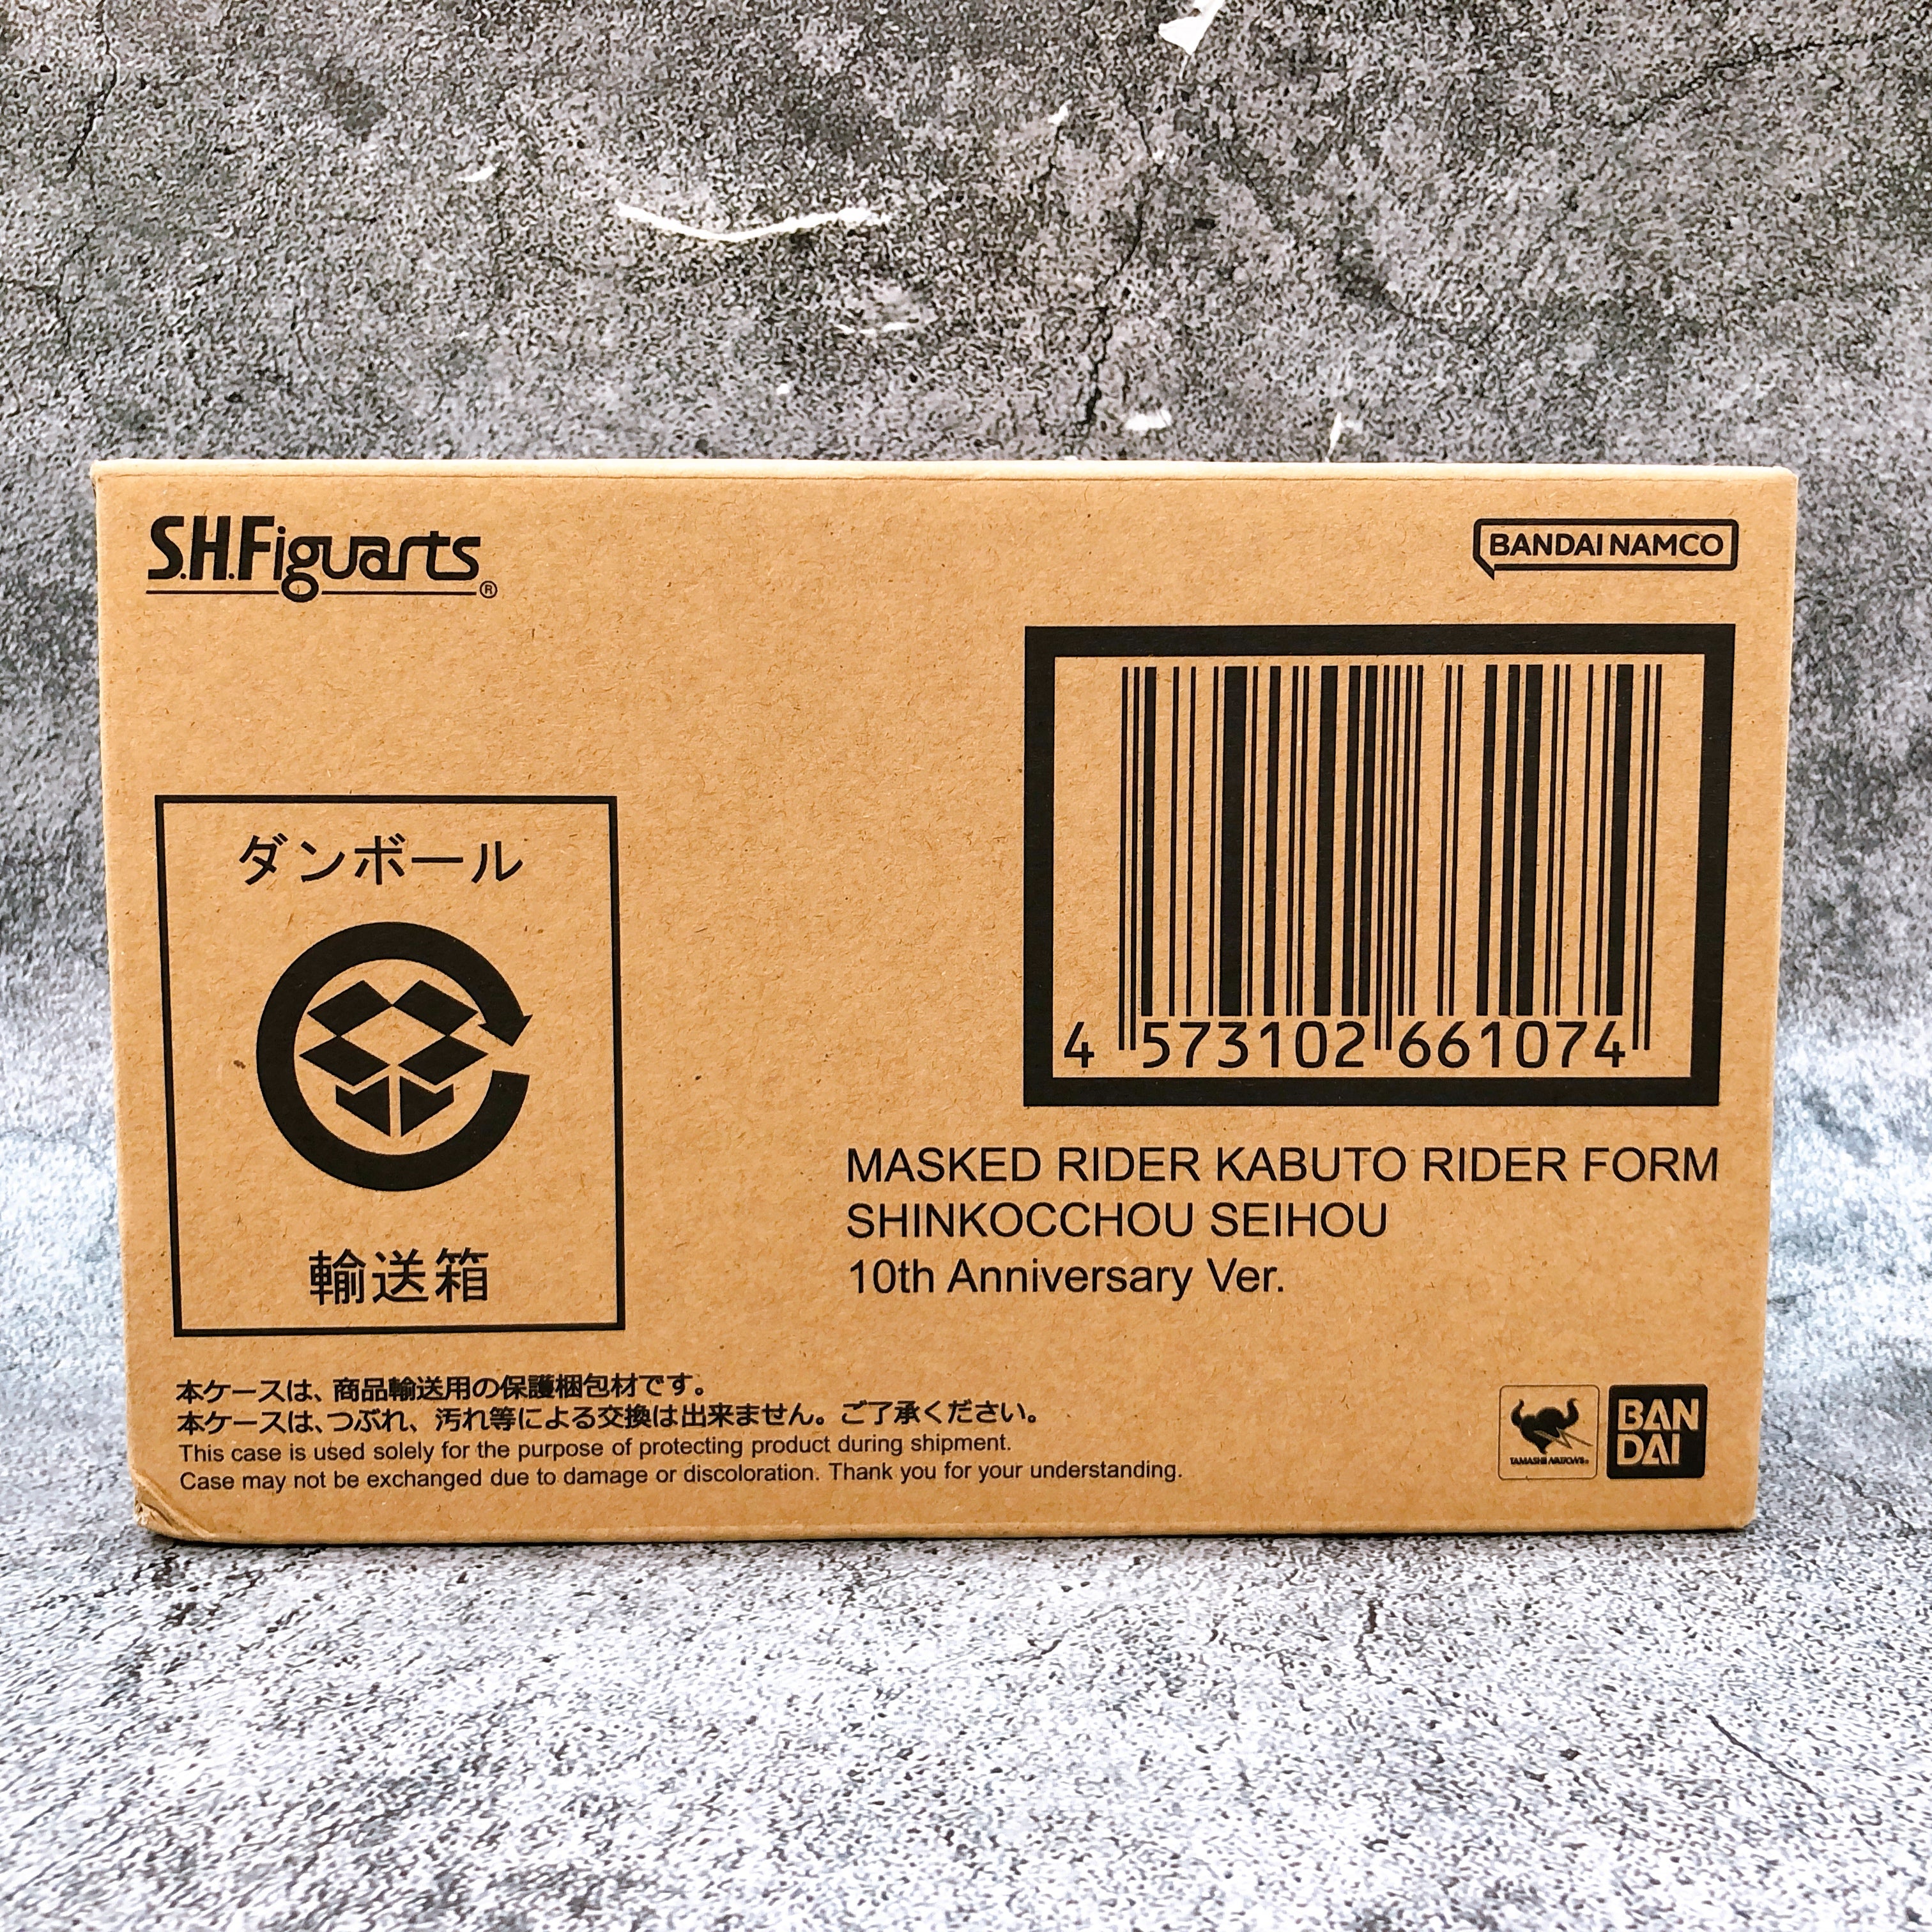 S.H.Figuarts®
BANDAI NAMCO
4 573102 661074
ダンボール
輸送箱
MASKED RIDER KABUTO RIDER FORM
SHINKOCCHOU SEIHOU
10th Anniversary Ver.
本ケースは、商品輸送用の保護梱包材です。
本ケースは、つぶれ、汚れ等による交換は出来ません。ご了承ください。
This case is used solely for the purpose of protecting product during shipment.
Case may not be exchanged due to damage or discoloration. Thank you for your understanding.
TAMASHII NATIONS®
BAN
DAI